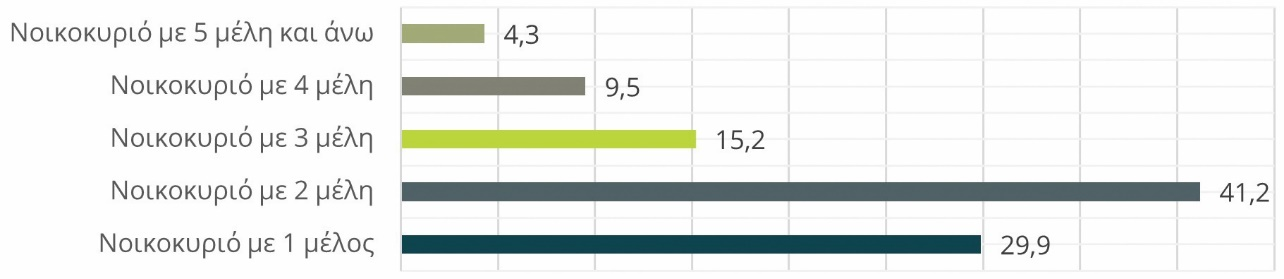 Νοικοκυριό με 5 μέλη και άνω 4,3
Νοικοκυριό με 4 μέλη 9,5
Νοικοκυριό με 3 μέλη 15,2
Νοικοκυριό με 2 μέλη 41,2
Νοικοκυριό με 1 μέλος 29,9